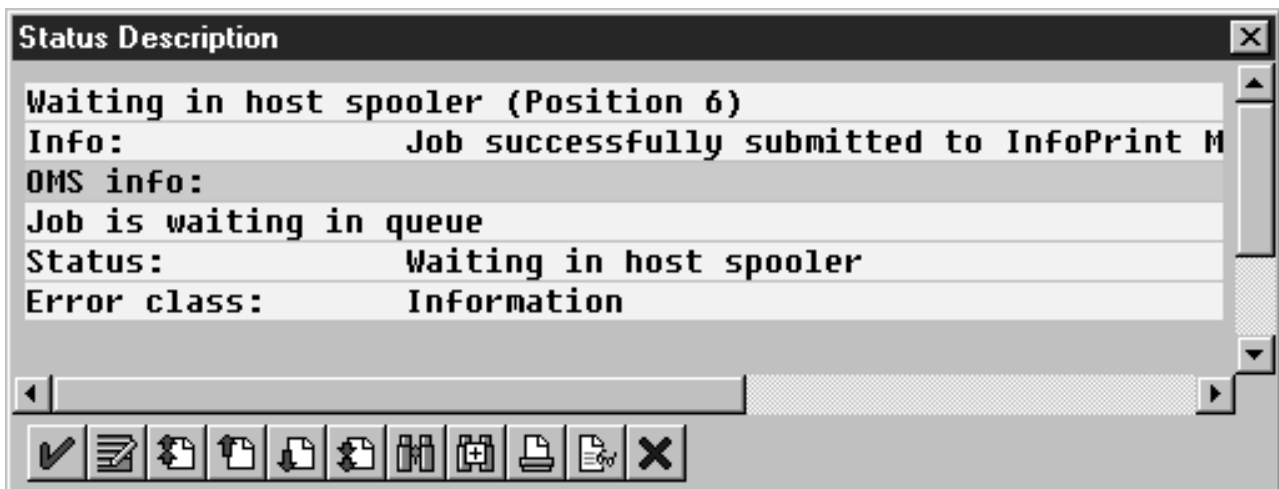 Status Description
Waiting in host spooler (Position 6)
Info: Job successfully submitted to InfoPrint M
OMS info:
Job is waiting in queue
Status: Waiting in host spooler
Error class: Information